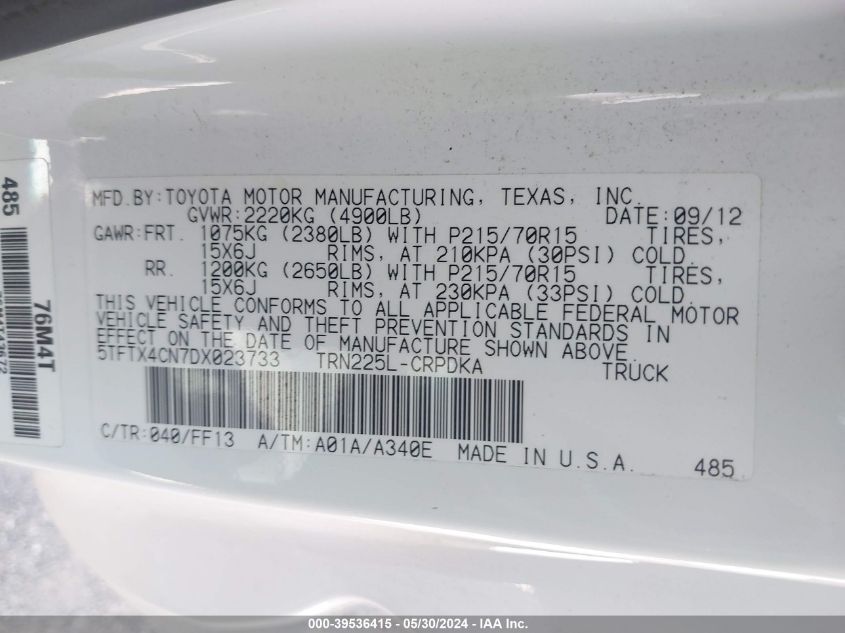 MFD.BY:TOYOTA MOTOR MANUFACTURING, TEXAS, INC.
GVWR:2220KG (4900LB) DATE:09/12
GAWR:FRT. 1075KG (2380LB) WITH P215/70R15 TIRES,
15X6J RIMS, AT 210KPA (30PSI) COLD.
RR. 1200KG (2650LB) WITH P215/70R15 TIRES,
15X6J RIMS, AT 230KPA (33PSI) COLD.
THIS VEHICLE CONFORMS TO ALL APPLICABLE FEDERAL MOTOR
VEHICLE SAFETY AND THEFT PREVENTION STANDARDS IN
EFFECT ON THE DATE OF MANUFACTURE SHOWN ABOVE.
5TFTX4CN7DX023733 TRN225L-CRPDKA TRUCK
C/TR:040/FF13 A/TM:A01A/A340E MADE IN U.S.A. 485
485
76M4T
000-39536415 - 05/30/2024 - IAA Inc.